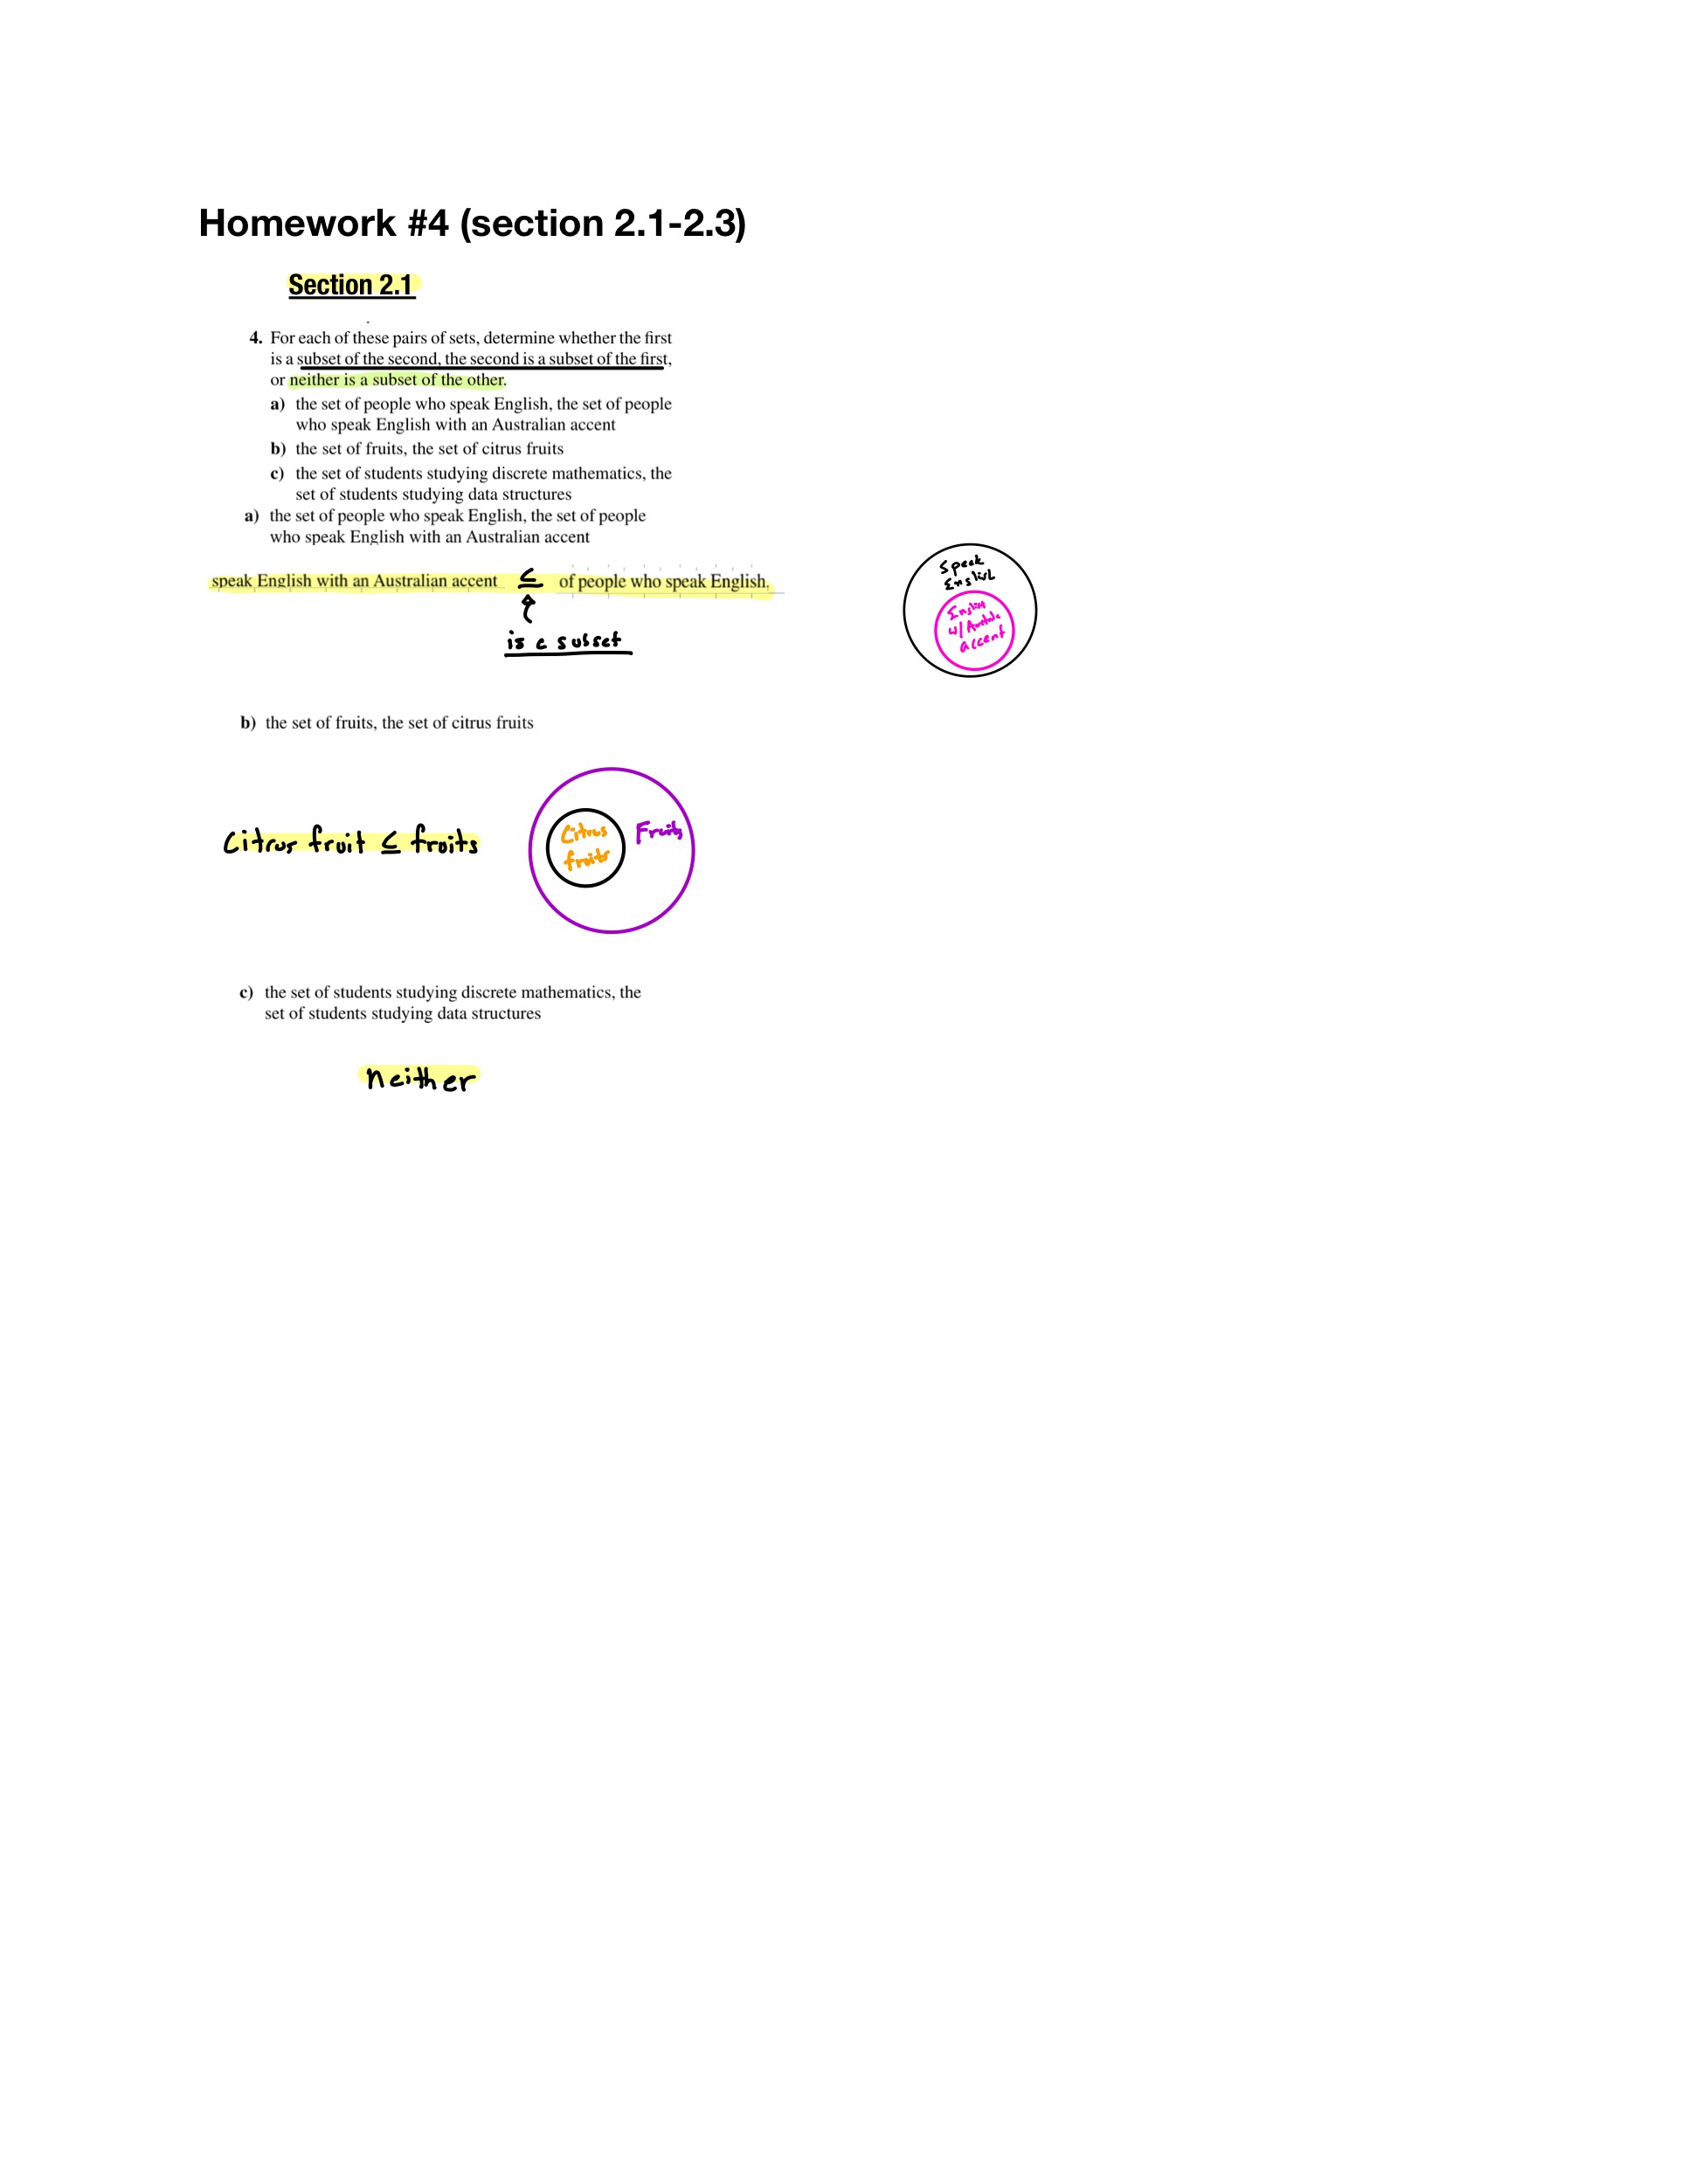 Homework #4 (section 2.1-2.3)
Section 2.1
4. For each of these pairs of sets, determine whether the first
is a subset of the second, the second is a subset of the first,
or neither is a subset of the other.
a) the set of people who speak English, the set of people
who speak English with an Australian accent
b) the set of fruits, the set of citrus fruits
c) the set of students studying discrete mathematics, the
set of students studying data structures
a) the set of people who speak English, the set of people
who speak English with an Australian accent
speak English with an Australian accent ⊆ of people who speak English,
is a subset
Speak
English
English
w/
accent
b) the set of fruits, the set of citrus fruits
Citrus fruit ⊆ fruits
Citrus
fruits
Fruits
c) the set of students studying discrete mathematics, the
set of students studying data structures
neither